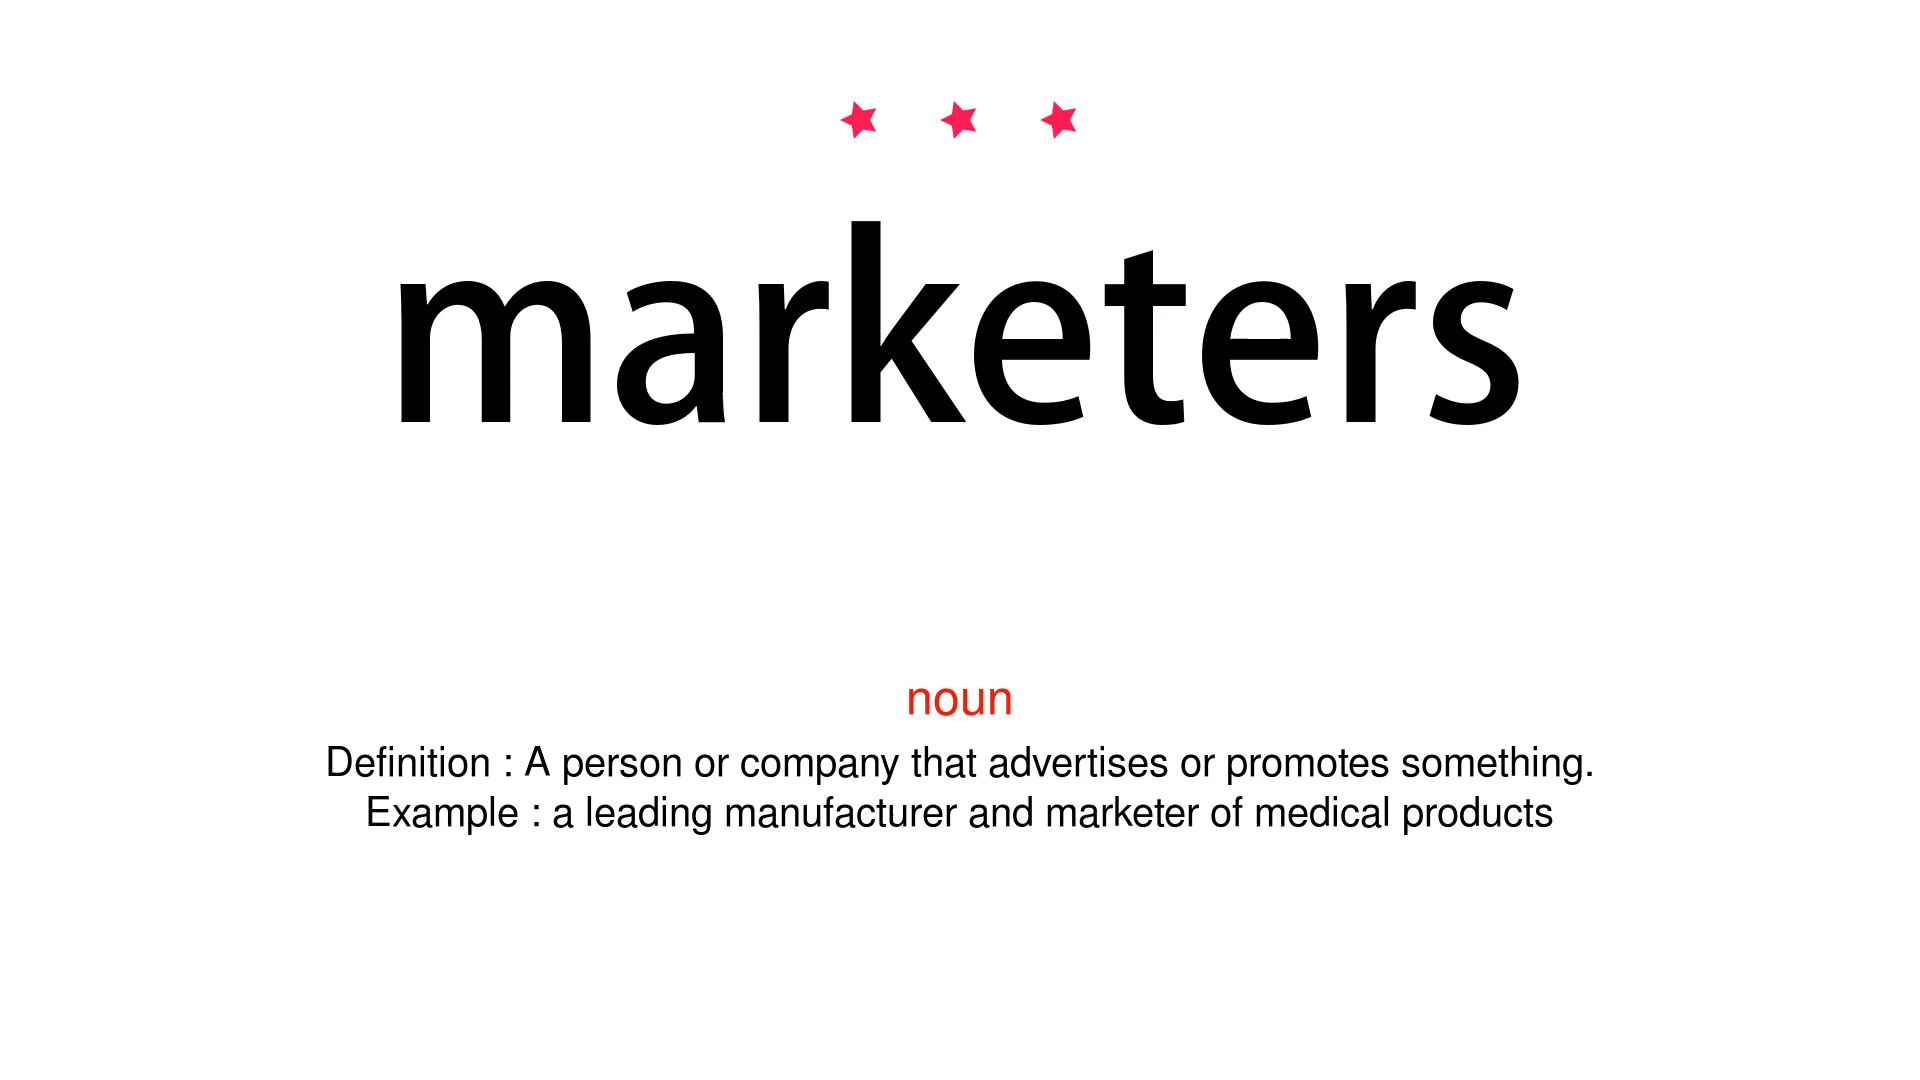 marketers
noun
Definition : A person or company that advertises or promotes something.
Example : a leading manufacturer and marketer of medical products